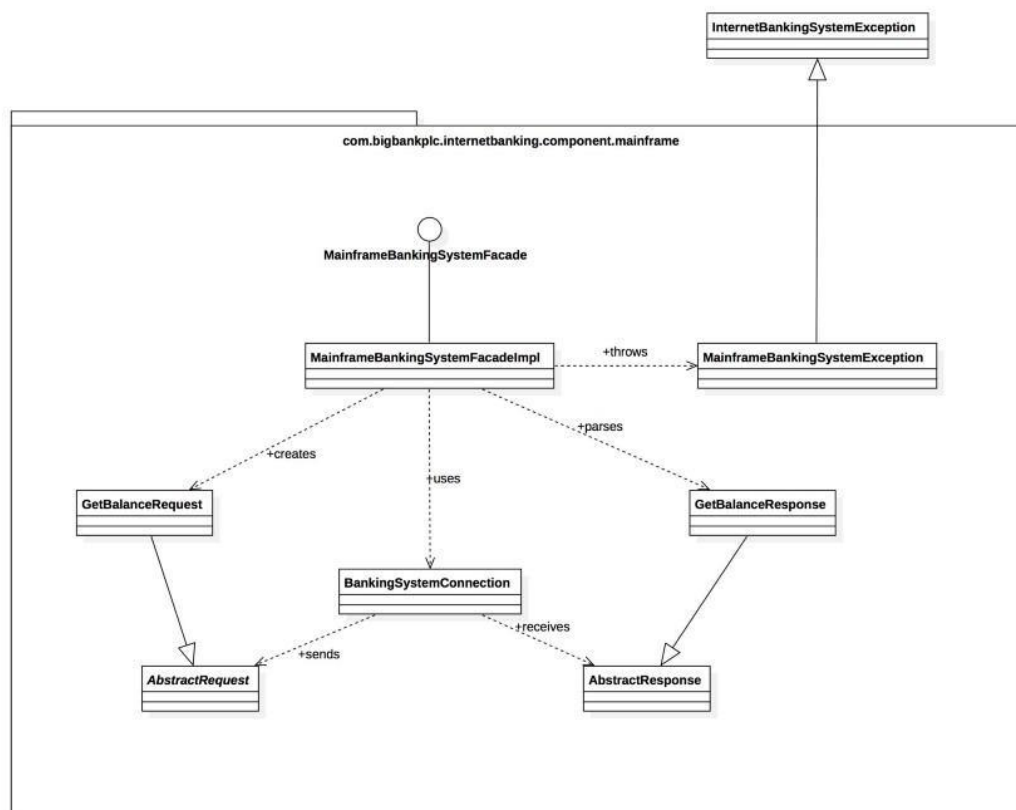 InternetBankingSystemException
com.bigbankplc.internetbanking.component.mainframe
MainframeBankingSystemFacade
MainframeBankingSystemFacadeImpl
+throws
MainframeBankingSystemException
+creates
+uses
+parses
GetBalanceRequest
GetBalanceResponse
BankingSystemConnection
+sends
+receives
AbstractRequest
AbstractResponse